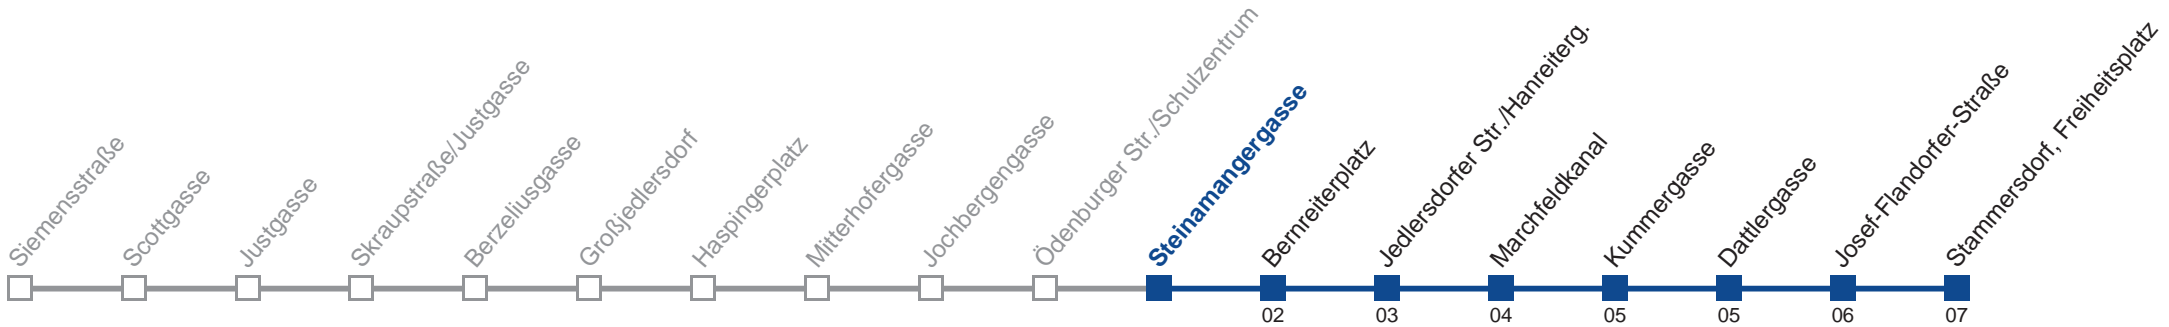 Siemensstraße
Scottgasse
Justgasse
Skraupstraße/Justgasse
Berzeliusgasse
Großjedlersdorf
Haspingerplatz
Mitterhofergasse
Jochbergengasse
Ödenburger Str./Schulzentrum
Steinamangergasse
Bernreiterplatz
Jedlersdorfer Str./Hanreiterg.
Marchfeldkanal
Kummergasse
Dattlergasse
Josef-Flandorfer-Straße
Stammersdorf, Freiheitsplatz
02
03
04
05
05
06
07